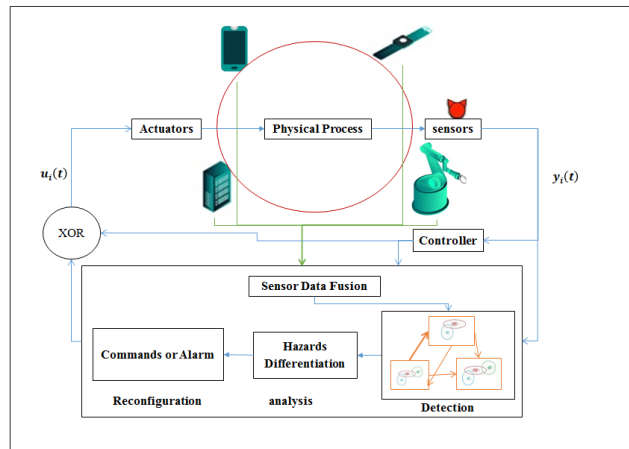 Actuators
Physical Process
sensors
u_i(t)
y_i(t)
XOR
Controller
Sensor Data Fusion
Commands or Alarm
Hazards
Differentiation
Reconfiguration
analysis
Detection